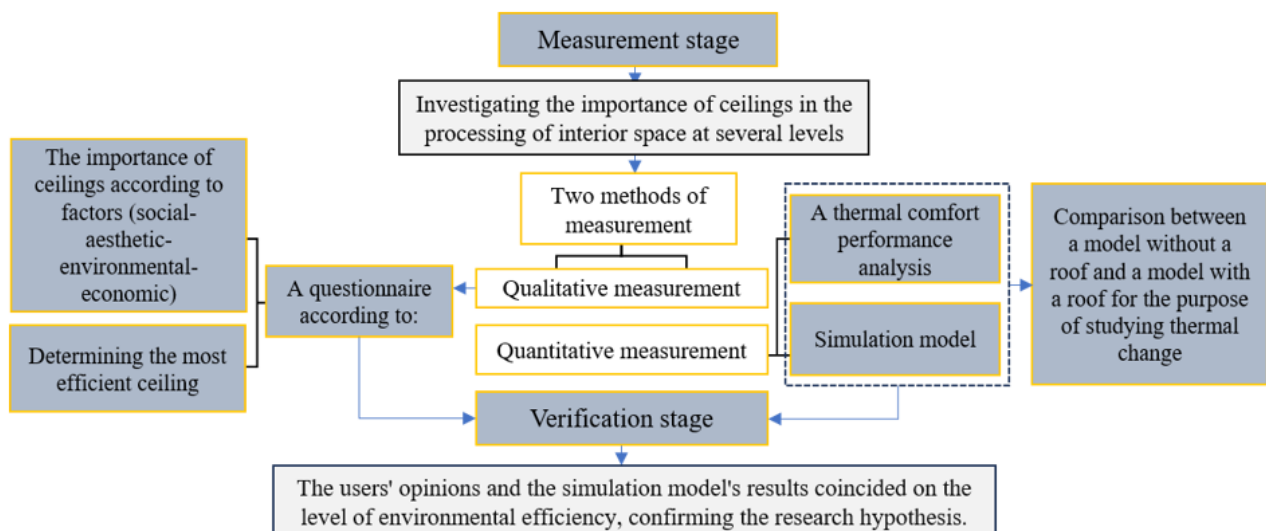 Measurement stage
Investigating the importance of ceilings in the
processing of interior space at several levels
Two methods of
measurement
Qualitative measurement
Quantitative measurement
A questionnaire
according to:
The importance of
ceilings according to
factors (social-
aesthetic-
environmental-
economic)
Determining the most
efficient ceiling
A thermal comfort
performance
analysis
Simulation model
Comparison between
a model without a
roof and a model with
a roof for the purpose
of studying thermal
change
Verification stage
The users' opinions and the simulation model's results coincided on the
level of environmental efficiency, confirming the research hypothesis.